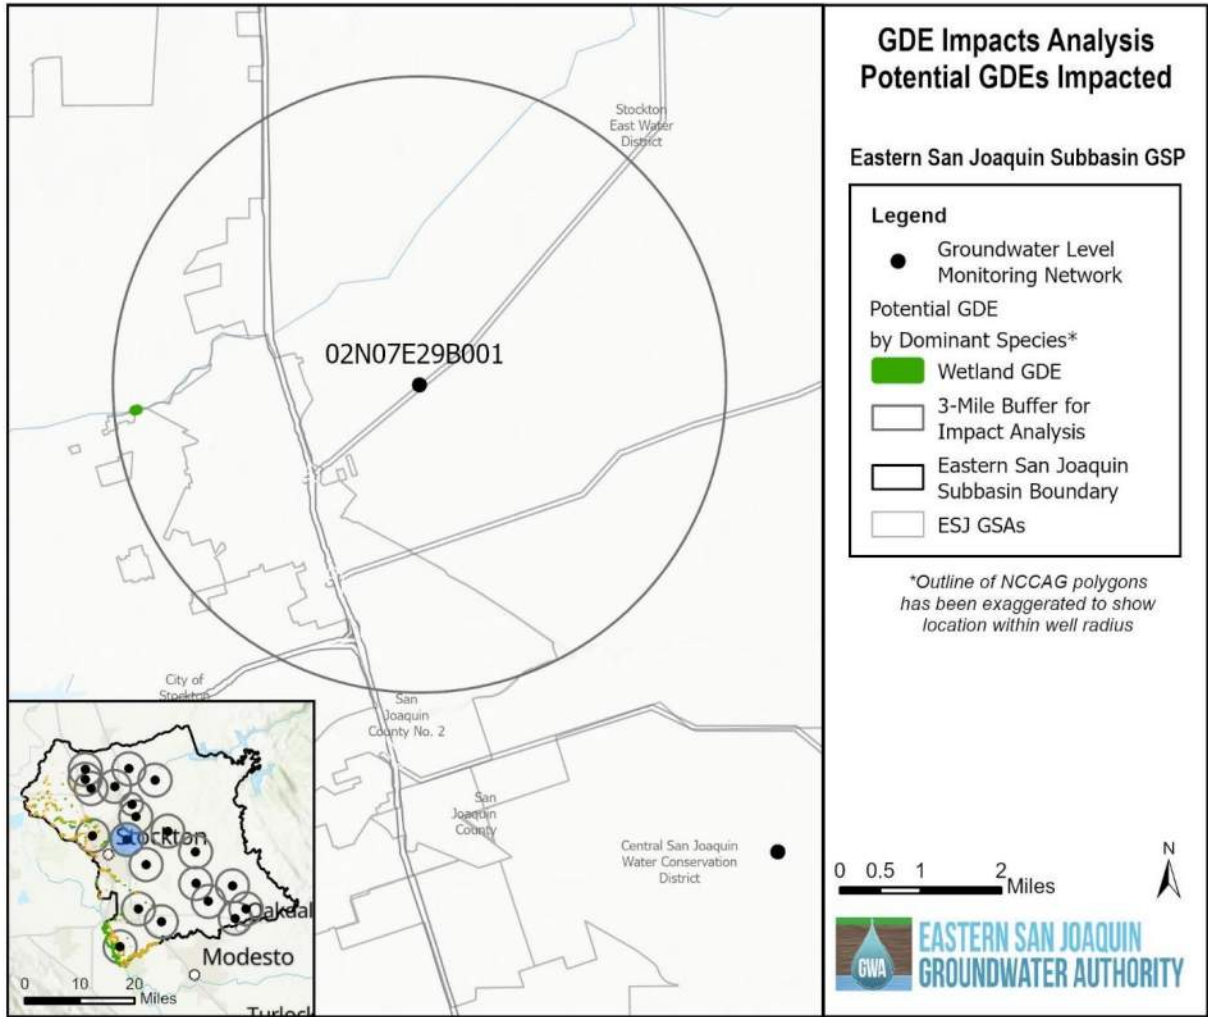 Stockton
East Water
District
02N07E29B001
City of
Stockton
San
Joaquin
County No. 2
San
Joaquin
County
Central San Joaquin
Water Conservation
District
Stockton
Modesto
0 10 20
Miles
GDE Impacts Analysis
Potential GDEs Impacted
Eastern San Joaquin Subbasin GSP
Legend
Groundwater Level
Monitoring Network
Potential GDE
by Dominant Species*
Wetland GDE
3-Mile Buffer for
Impact Analysis
Eastern San Joaquin
Subbasin Boundary
ESJ GSAs
*Outline of NCCAG polygons
has been exaggerated to show
location within well radius
0 0.5 1 2
Miles
N
GWA
EASTERN SAN JOAQUIN
GROUNDWATER AUTHORITY